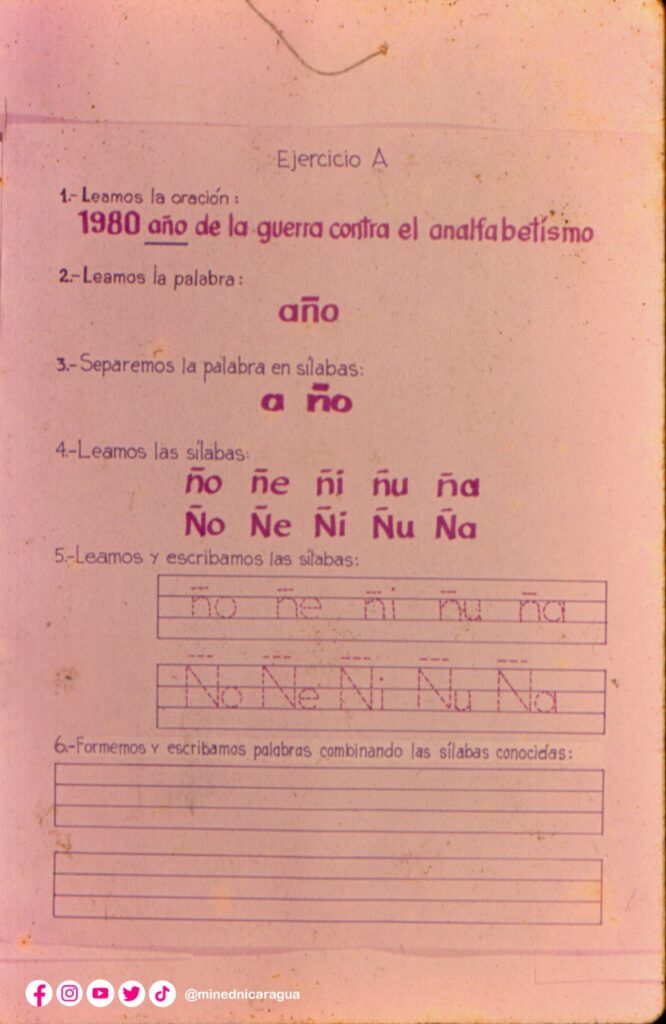 Ejercicio A
1.- Leamos la oración:
1980 año de la guerra contra el analfabetismo
2.- Leamos la palabra:
año
3.- Separemos la palabra en sílabas:
a ño
4.- Leamos las sílabas:
ño ñe ñi ñu ña
Ño Ñe Ñi Ñu Ña
5.- Leamos y escribamos las sílabas:
ño ñe ñi ñu ña
Ño Ñe Ñi Ñu Ña
6.- Formemos y escribamos palabras combinando las sílabas conocidas:
@minednicaragua